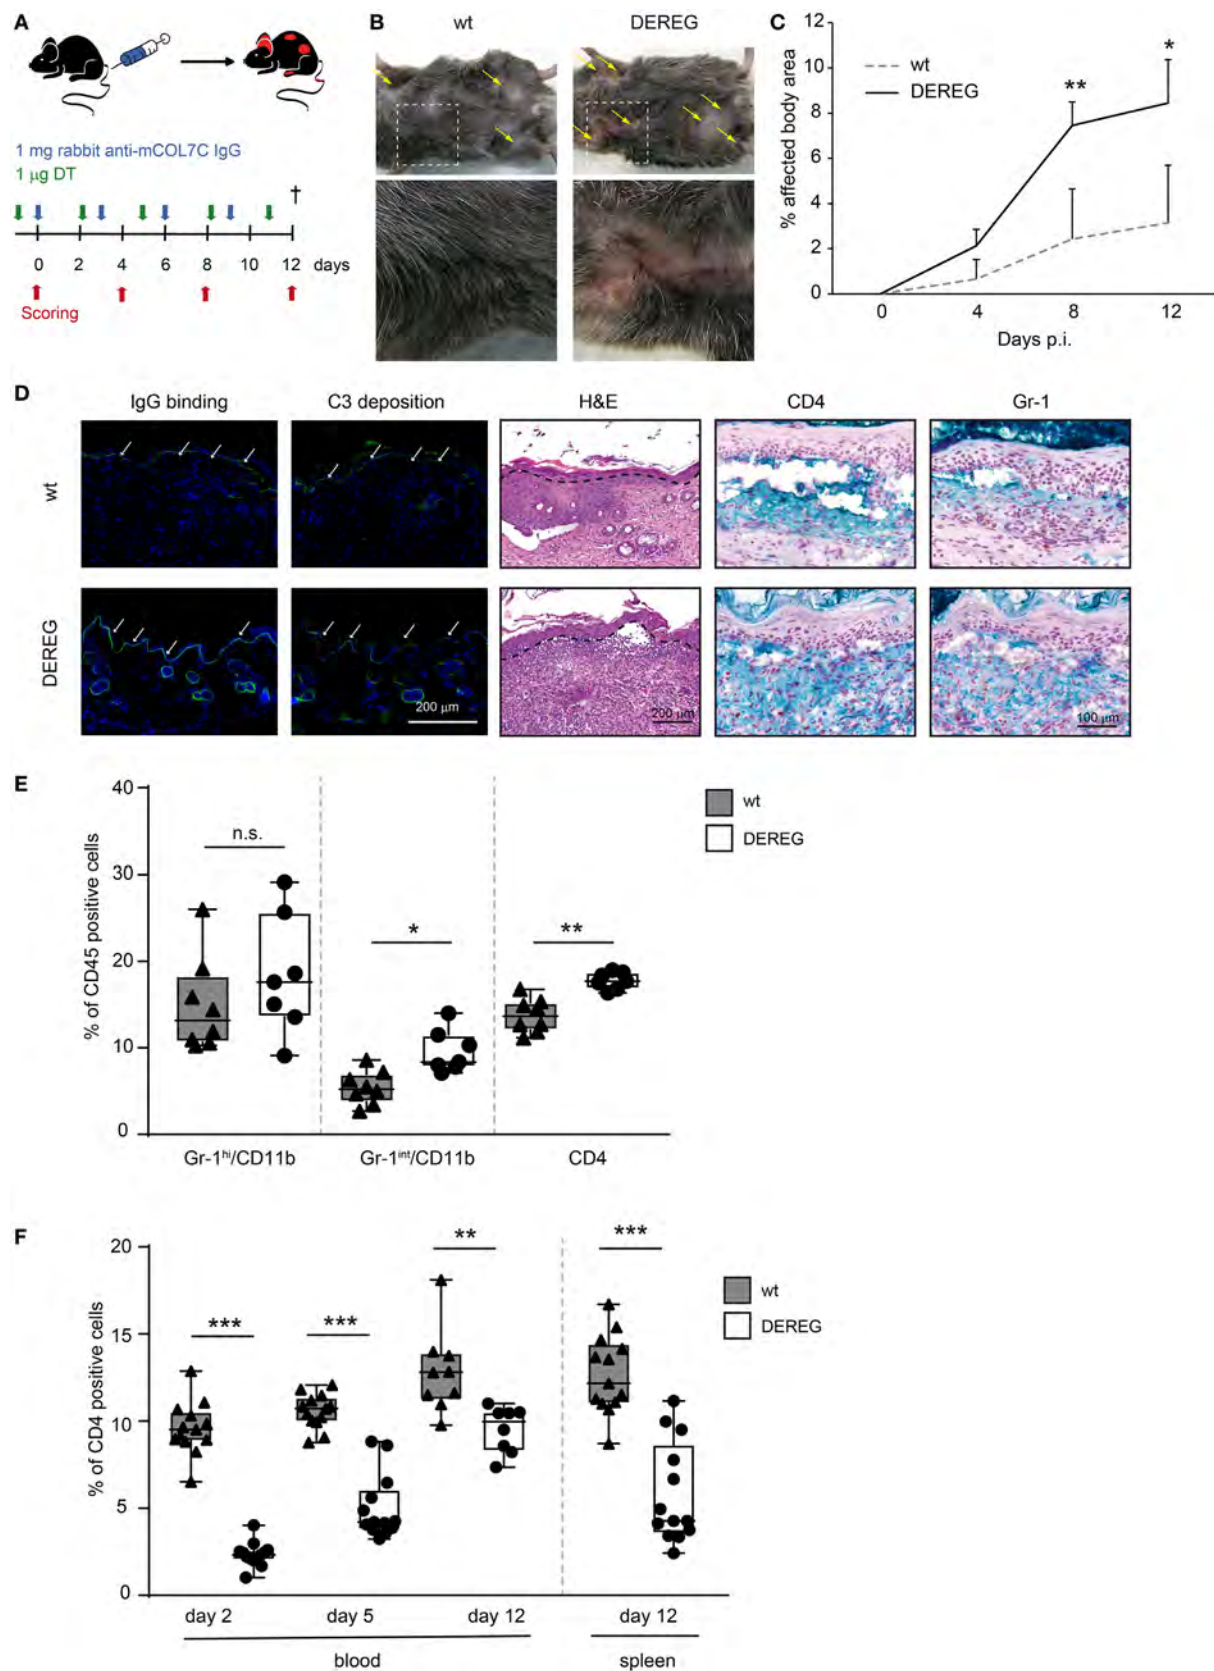 A
1 mg rabbit anti-mCOL7C IgG
1 µg DT
†
0 2 4 6 8 10 12 days
Scoring
B
wt DEREG
C
% affected body area
12
10
8
6
4
2
0
wt
DEREG
**
*
0 4 8 12
Days p.i.
D
IgG binding C3 deposition H&E CD4 Gr-1
wt
DEREG
200 µm
200 µm
100 µm
E
% of CD45 positive cells
40
30
20
10
0
n.s.
*
**
wt
DEREG
Gr-1ʰⁱ/CD11b Gr-1ⁱⁿᵗ/CD11b CD4
F
% of CD4 positive cells
20
15
10
5
0
***
***
**
***
wt
DEREG
day 2 day 5 day 12 day 12
blood spleen